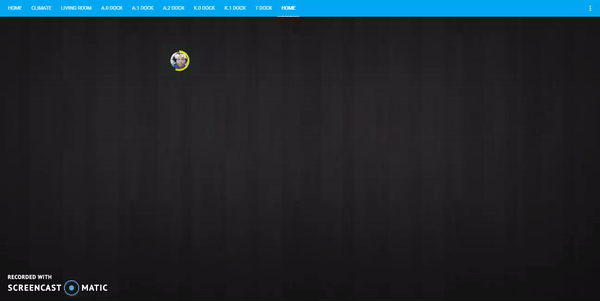 HOME CLIMATE LIVING ROOM A.0 DOCK A.1 DOCK A.2 DOCK K.0 DOCK K.1 DOCK T DOCK HOME
RECORDED WITH
SCREENCAST MATIC